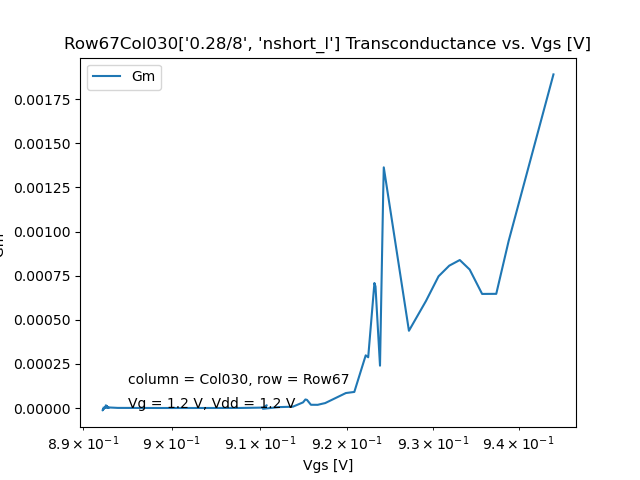 Row67Col030['0.28/8', 'nshort_l'] Transconductance vs. Vgs [V]
Gm
0.00175
0.00150
0.00125
0.00100
0.00075
0.00050
0.00025
0.00000
column = Col030, row = Row67
Vg = 1.2 V, Vdd = 1.2 V
8.9 × 10⁻¹ 9 × 10⁻¹ 9.1 × 10⁻¹ 9.2 × 10⁻¹ 9.3 × 10⁻¹ 9.4 × 10⁻¹
Vgs [V]